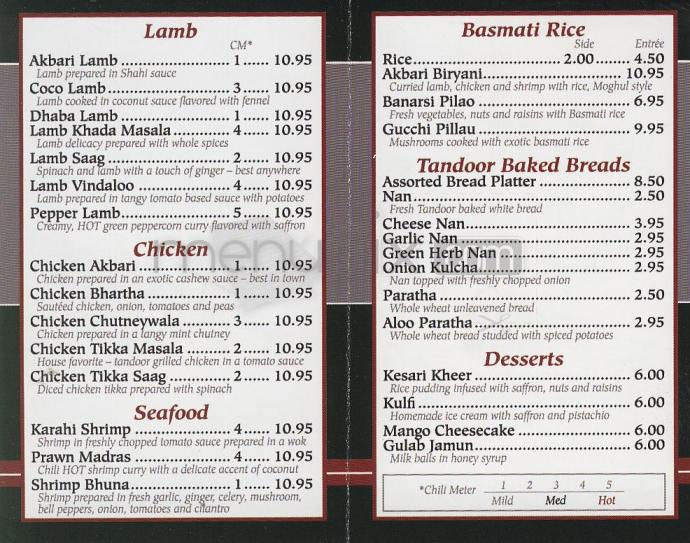 Lamb
CM*
Akbari Lamb 1 10.95
Lamb prepared in Shahi sauce
Coco Lamb 3 10.95
Lamb cooked in coconut sauce flavored with fennel
Dhaba Lamb 1 10.95
Lamb Khada Masala 4 10.95
Lamb delicacy prepared with whole spices
Lamb Saag 2 10.95
Spinach and lamb with a touch of ginger – best anywhere
Lamb Vindaloo 4 10.95
Lamb prepared in tangy tomato based sauce with potatoes
Pepper Lamb 5 10.95
Creamy, HOT green peppercorn curry flavored with saffron
Chicken
Chicken Akbari 1 10.95
Chicken prepared in an exotic cashew sauce – best in town
Chicken Bhartha 1 10.95
Sautéed chicken, onion, tomatoes and peas
Chicken Chutneywala 3 10.95
Chicken prepared in a tangy mint chutney
Chicken Tikka Masala 2 10.95
House favorite – tandoor grilled chicken in a tomato sauce
Chicken Tikka Saag 2 10.95
Diced chicken tikka prepared with spinach
Seafood
Karahi Shrimp 4 10.95
Shrimp in freshly chopped tomato sauce prepared in a wok
Prawn Madras 4 10.95
Chili HOT shrimp curry with a delicate accent of coconut
Shrimp Bhuna 1 10.95
Shrimp prepared in fresh garlic, ginger, celery, mushroom,
bell peppers, onion, tomatoes and cilantro
Basmati Rice
Side Entrée
Rice 2.00 4.50
Akbari Biryani 10.95
Curried lamb, chicken and shrimp with rice, Moghul style
Banarsi Pilao 6.95
Fresh vegetables, nuts and raisins with Basmati rice
Gucchi Pillau 9.95
Mushrooms cooked with exotic basmati rice
Tandoor Baked Breads
Assorted Bread Platter 8.50
Nan 2.50
Fresh Tandoor baked white bread
Cheese Nan 3.95
Garlic Nan 2.95
Green Herb Nan 2.95
Onion Kulcha 2.95
Nan topped with freshly chopped onion
Paratha 2.50
Whole wheat unleavened bread
Aloo Paratha 2.95
Whole wheat bread studded with spiced potatoes
Desserts
Kesari Kheer 6.00
Rice pudding infused with saffron, nuts and raisins
Kulfi 6.00
Homemade ice cream with saffron and pistachio
Mango Cheesecake 6.00
Gulab Jamun 6.00
Milk balls in honey syrup
*Chili Meter 1 2 3 4 5
Mild Med Hot